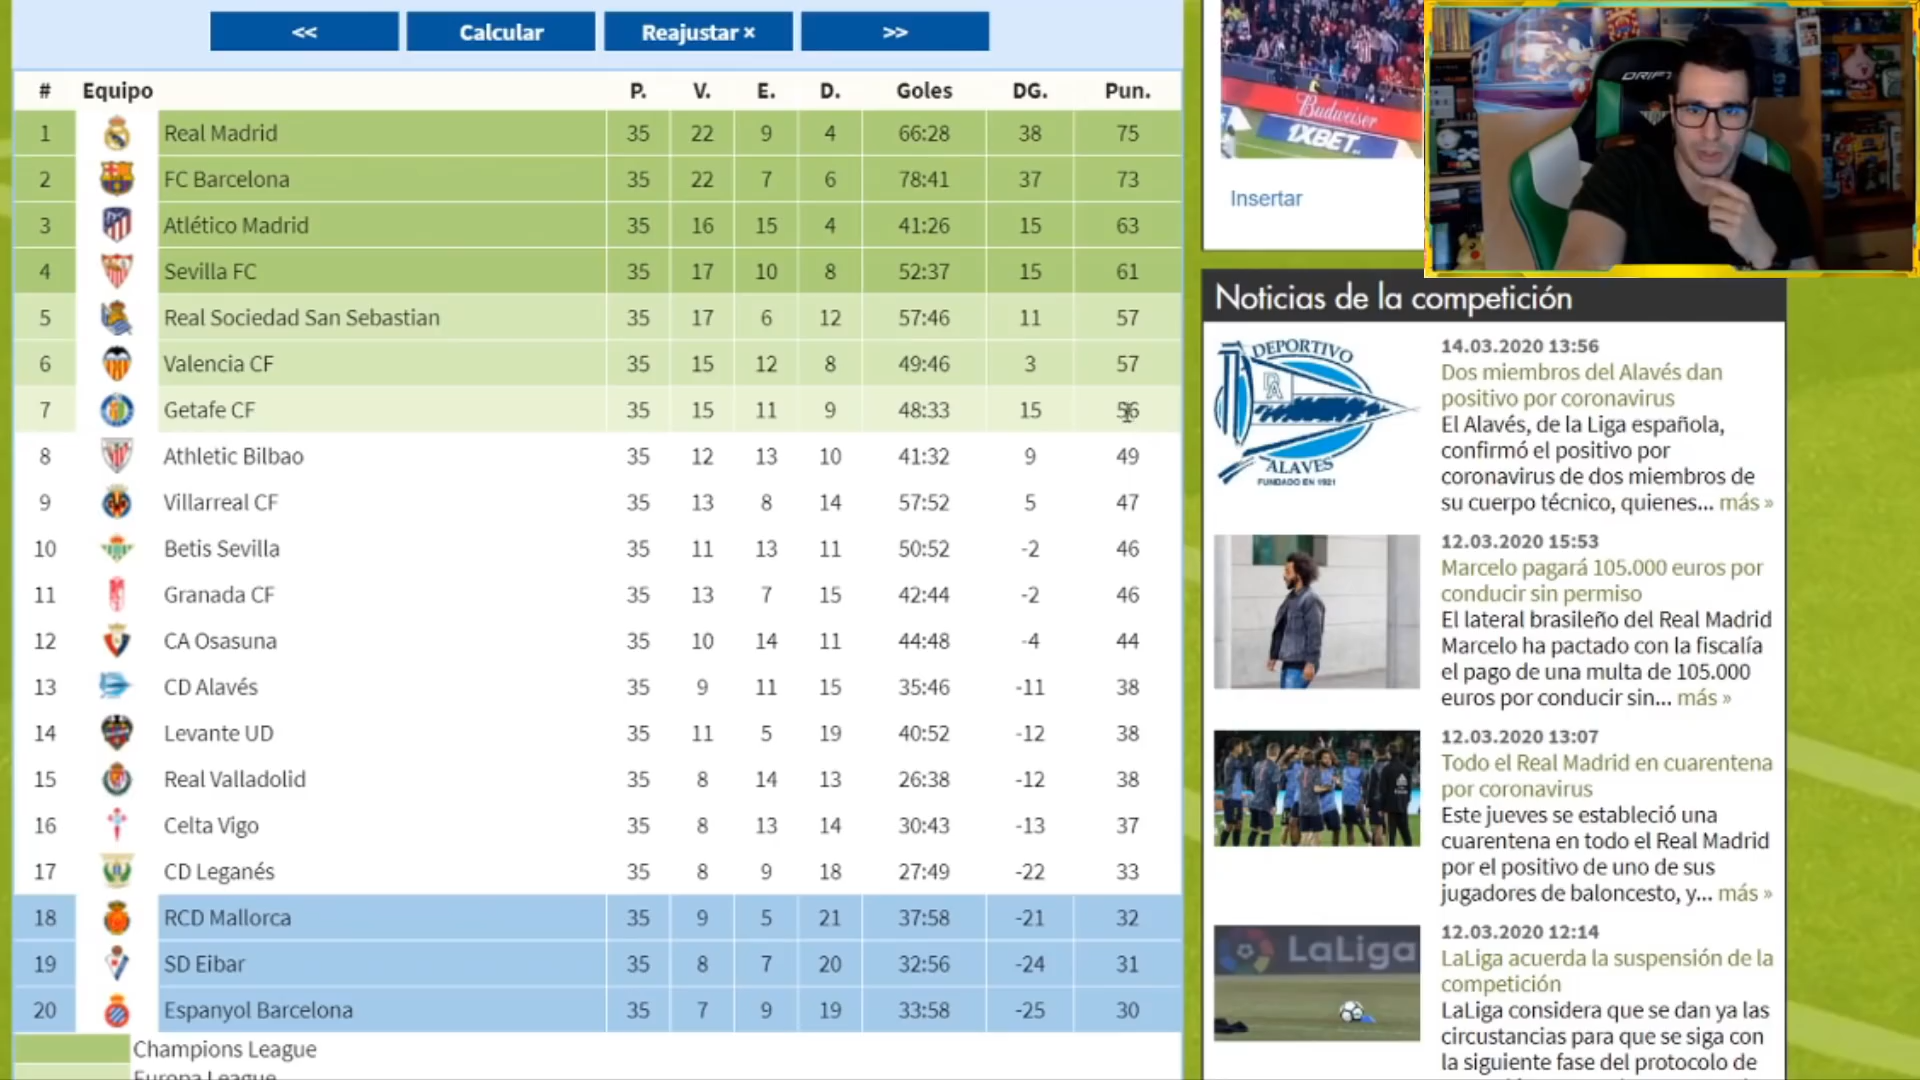 << Calcular Reajustar × >>
# Equipo P. V. E. D. Goles DG. Pun.
1 Real Madrid 35 22 9 4 66:28 38 75
2 FC Barcelona 35 22 7 6 78:41 37 73
3 Atlético Madrid 35 16 15 4 41:26 15 63
4 Sevilla FC 35 17 10 8 52:37 15 61
5 Real Sociedad San Sebastian 35 17 6 12 57:46 11 57
6 Valencia CF 35 15 12 8 49:46 3 57
7 Getafe CF 35 15 11 9 48:33 15 56
8 Athletic Bilbao 35 12 13 10 41:32 9 49
9 Villarreal CF 35 13 8 14 57:52 5 47
10 Betis Sevilla 35 11 13 11 50:52 -2 46
11 Granada CF 35 13 7 15 42:44 -2 46
12 CA Osasuna 35 10 14 11 44:48 -4 44
13 CD Alavés 35 9 11 15 35:46 -11 38
14 Levante UD 35 11 5 19 40:52 -12 38
15 Real Valladolid 35 8 14 13 26:38 -12 38
16 Celta Vigo 35 8 13 14 30:43 -13 37
17 CD Leganés 35 8 9 18 27:49 -22 33
18 RCD Mallorca 35 9 5 21 37:58 -21 32
19 SD Eibar 35 8 7 20 32:56 -24 31
20 Espanyol Barcelona 35 7 9 19 33:58 -25 30
Champions League
Europa League
Budweiser
1XBET
Insertar
DRIFT
Noticias de la competición
DEPORTIVO
ALAVES
FUNDADO EN 1921
14.03.2020 13:56
Dos miembros del Alavés dan
positivo por coronavirus
El Alavés, de la Liga española,
confirmó el positivo por
coronavirus de dos miembros de
su cuerpo técnico, quienes... más »
12.03.2020 15:53
Marcelo pagará 105.000 euros por
conducir sin permiso
El lateral brasileño del Real Madrid
Marcelo ha pactado con la fiscalía
el pago de una multa de 105.000
euros por conducir sin... más »
12.03.2020 13:07
Todo el Real Madrid en cuarentena
por coronavirus
Este jueves se estableció una
cuarentena en todo el Real Madrid
por el positivo de uno de sus
jugadores de baloncesto, y... más »
LaLiga
12.03.2020 12:14
LaLiga acuerda la suspensión de la
competición
LaLiga considera que se dan ya las
circunstancias para que se siga con
la siguiente fase del protocolo de